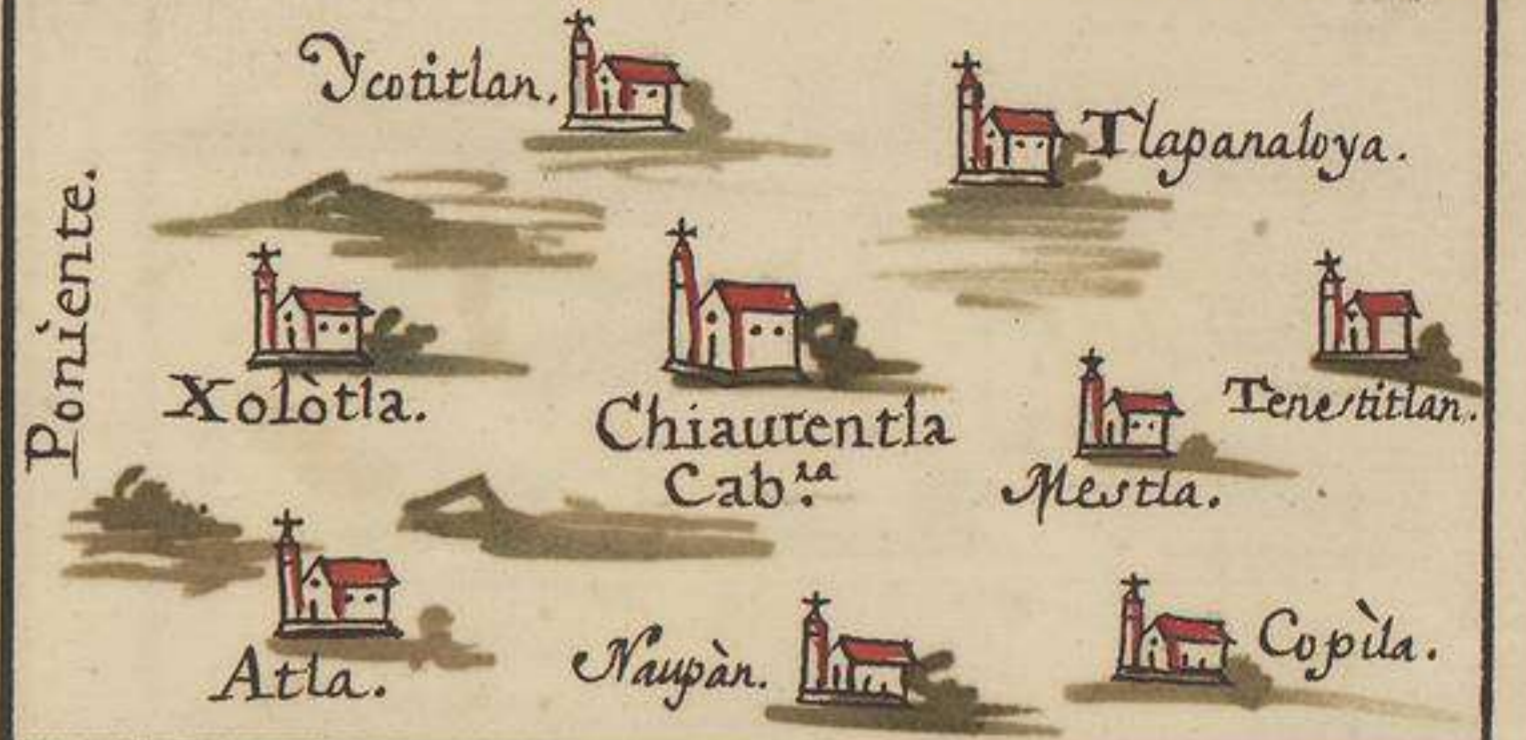 Ycotitlan.
Tlapanaloya.
Poniente.
Xolòtla.
Chiautentla
Cab.ra
Tenestitlan.
Mestla.
Atla.
Naupàn.
Copìla.